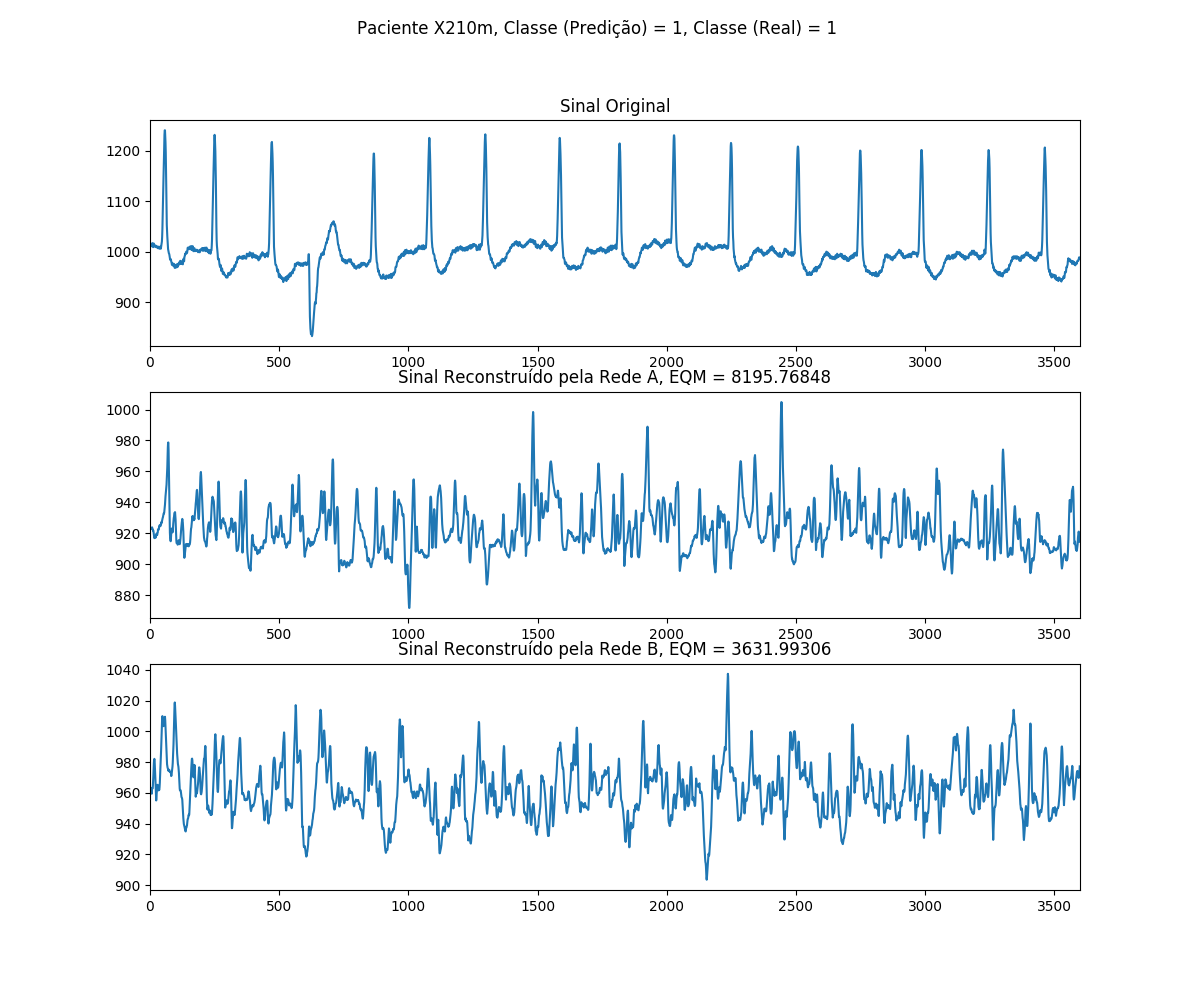 Paciente X210m, Classe (Predição) = 1, Classe (Real) = 1
Sinal Original
1200
1100
1000
900
0 500 1000 1500 2000 2500 3000 3500
Sinal Reconstruído pela Rede A, EQM = 8195.76848
1000
980
960
940
920
900
880
0 500 1000 1500 2000 2500 3000 3500
Sinal Reconstruído pela Rede B, EQM = 3631.99306
1040
1020
1000
980
960
940
920
900
0 500 1000 1500 2000 2500 3000 3500